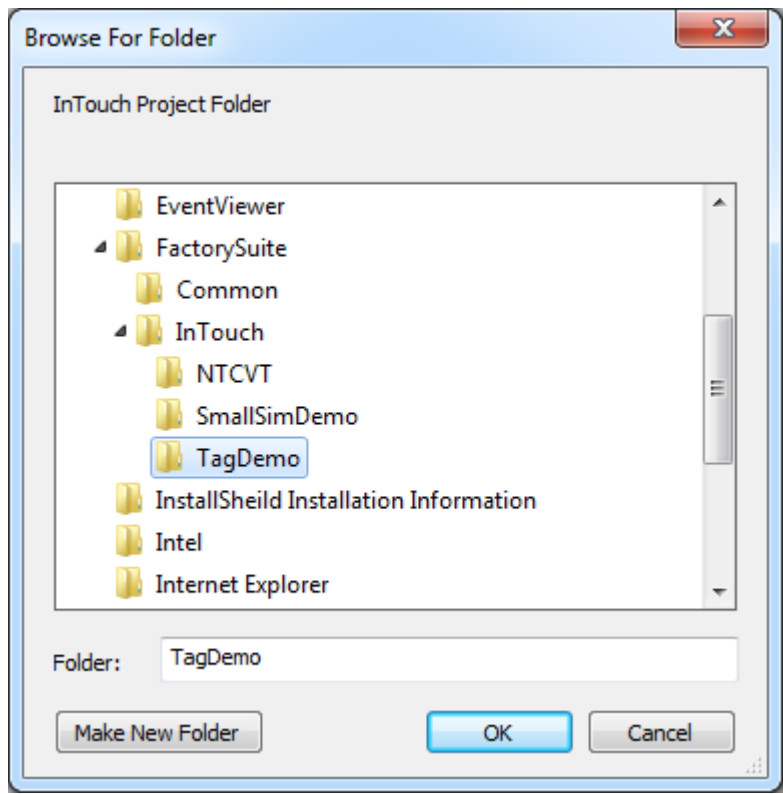 Browse For Folder
InTouch Project Folder
EventViewer
FactorySuite
Common
InTouch
NTCVT
SmallSimDemo
TagDemo
InstallSheild Installation Information
Intel
Internet Explorer
Folder: TagDemo
Make New Folder OK Cancel